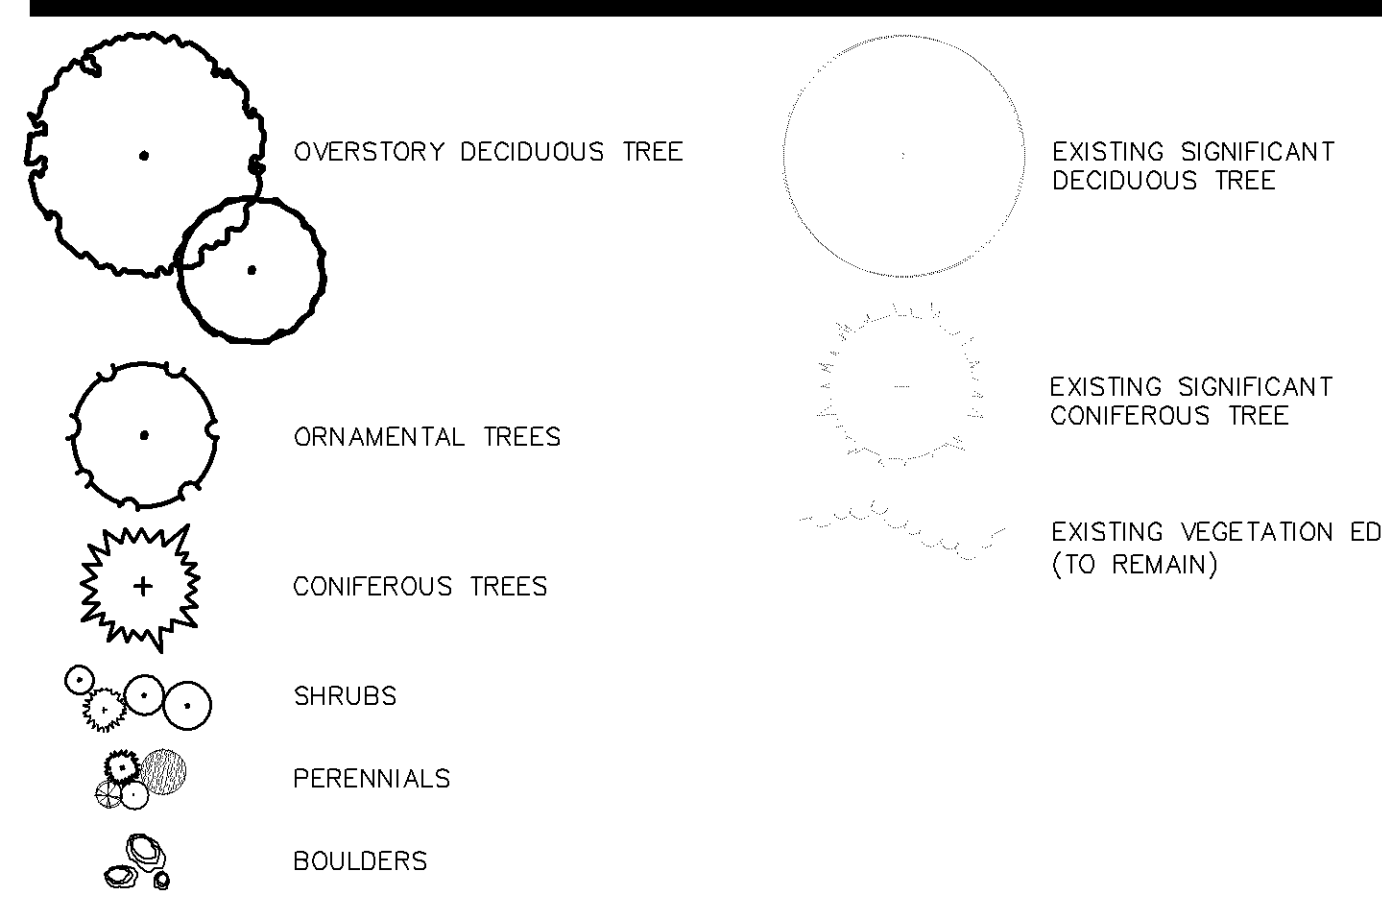 OVERSTORY DECIDUOUS TREE
ORNAMENTAL TREES
CONIFEROUS TREES
SHRUBS
PERENNIALS
BOULDERS
EXISTING SIGNIFICANT
DECIDUOUS TREE
EXISTING SIGNIFICANT
CONIFEROUS TREE
EXISTING VEGETATION ED
(TO REMAIN)